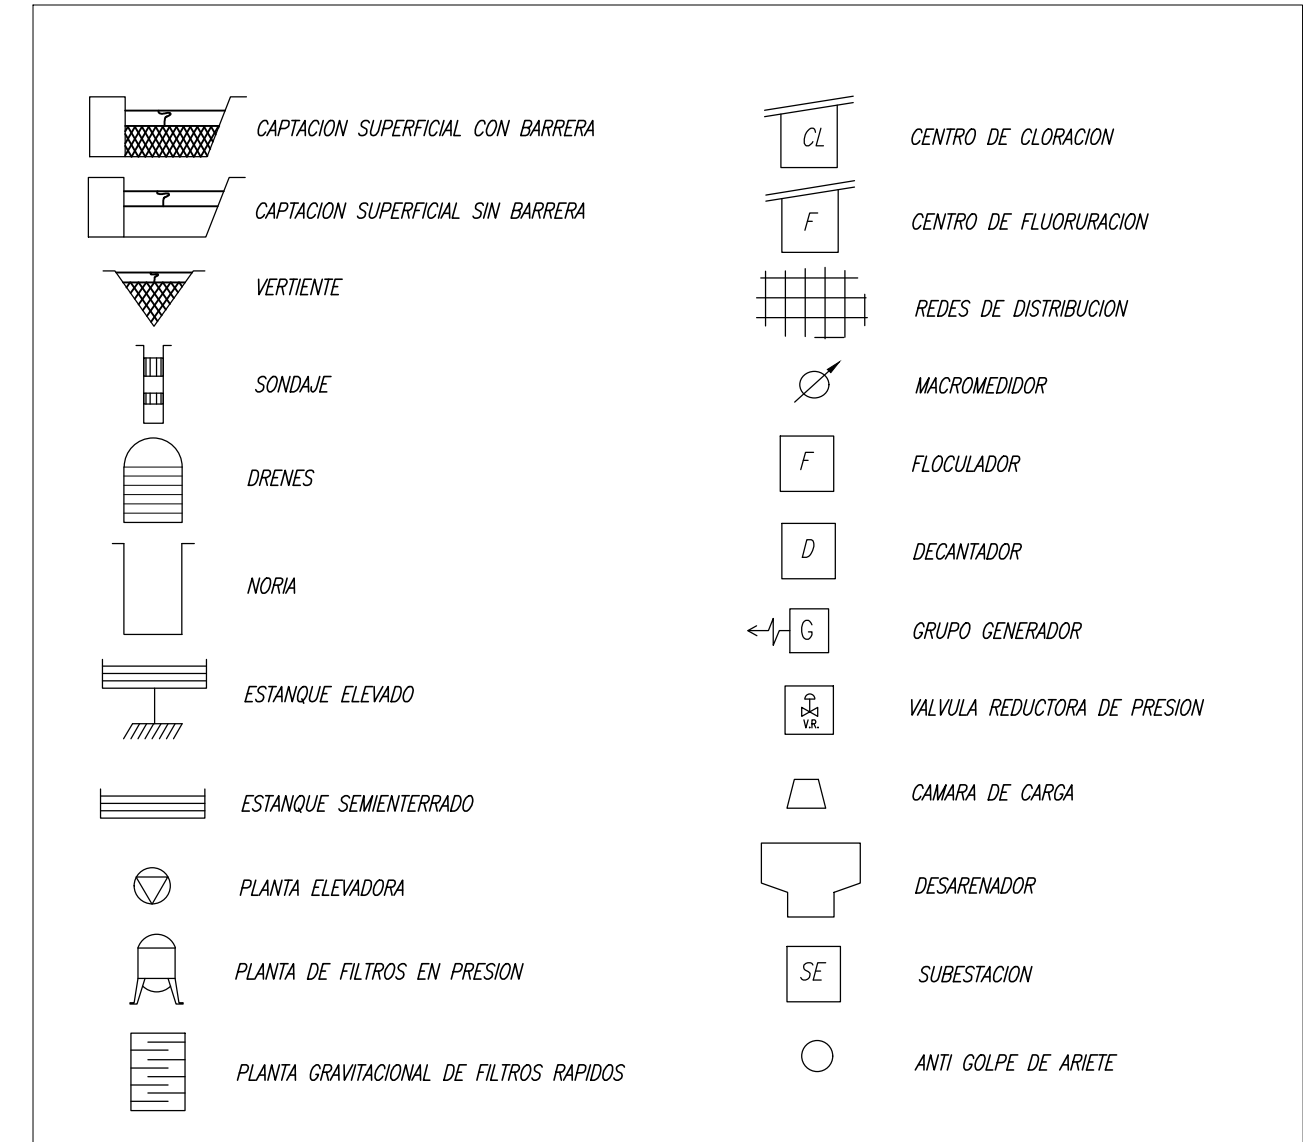 CAPTACION SUPERFICIAL CON BARRERA
CAPTACION SUPERFICIAL SIN BARRERA
VERTIENTE
SONDAJE
DRENES
NORIA
ESTANQUE ELEVADO
ESTANQUE SEMIENTERRADO
PLANTA ELEVADORA
PLANTA DE FILTROS EN PRESION
PLANTA GRAVITACIONAL DE FILTROS RAPIDOS
CL CENTRO DE CLORACION
F CENTRO DE FLUORURACION
REDES DE DISTRIBUCION
MACROMEDIDOR
F FLOCULADOR
D DECANTADOR
G GRUPO GENERADOR
V.R. VALVULA REDUCTORA DE PRESION
CAMARA DE CARGA
DESARENADOR
SE SUBESTACION
ANTI GOLPE DE ARIETE